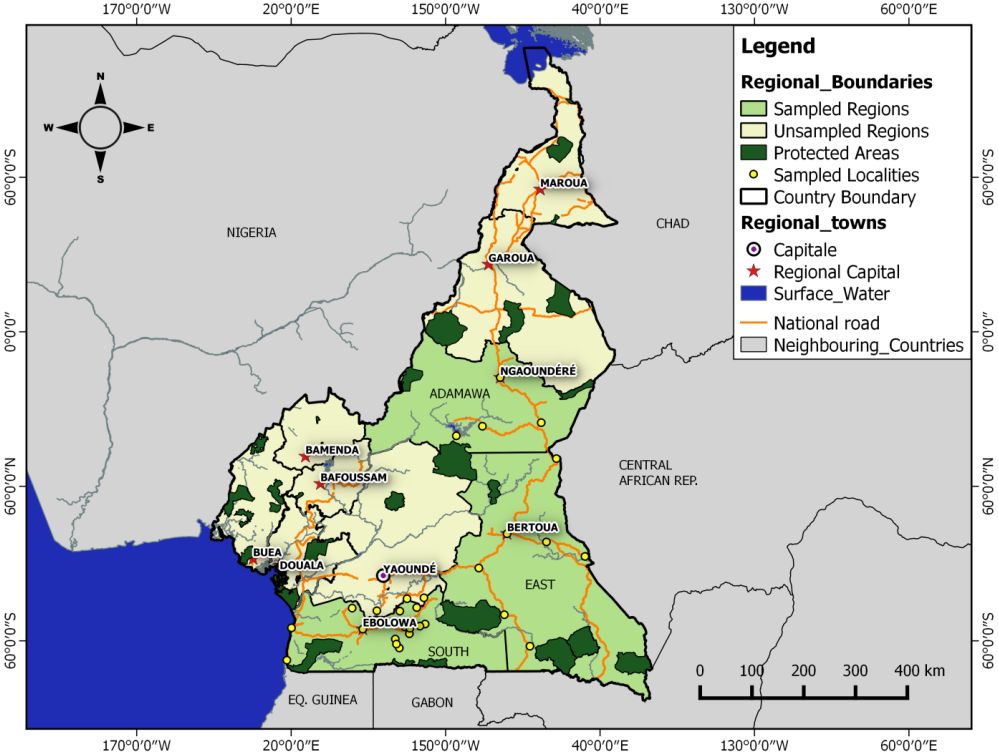 170°0'0"W 20°0'0"E 150°0'0"W 40°0'0"E 130°0'0"W 60°0'0"E
N
W E
S
60°0'0"S
0°0'0"
60°0'0"N
60°0'0"S
NIGERIA
CHAD
MAROUA
GAROUA
NGAOUNDÉRÉ
ADAMAWA
BAMENDA
BAFOUSSAM
CENTRAL
AFRICAN REP.
BERTOUA
BUEA
DOUALA
YAOUNDÉ
EAST
EBOLOWA
SOUTH
EQ. GUINEA
GABON
Legend
Regional_Boundaries
Sampled Regions
Unsampled Regions
Protected Areas
Sampled Localities
Country Boundary
Regional_towns
Capitale
Regional Capital
Surface_Water
National road
Neighbouring_Countries
60°0'0"S
0°0'0"
60°0'0"N
60°0'0"S
0 100 200 300 400 km
170°0'0"W 20°0'0"E 150°0'0"W 40°0'0"E 130°0'0"W 60°0'0"E